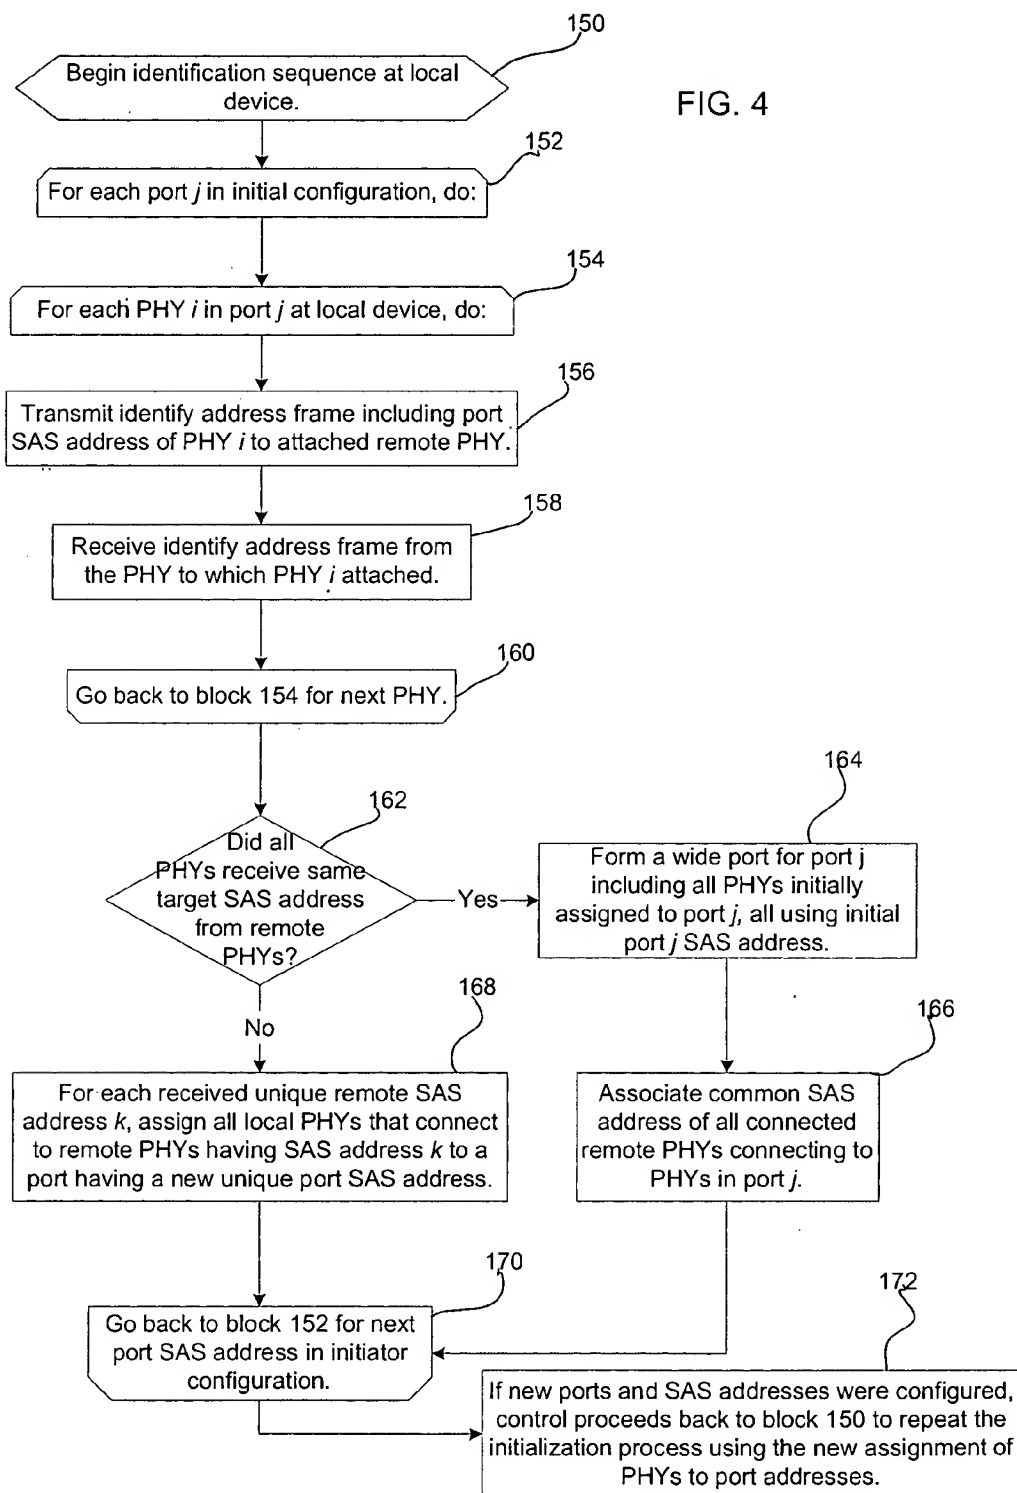 150
Begin identification sequence at local
device.
FIG. 4
152
For each port j in initial configuration, do:
154
For each PHY i in port j at local device, do:
156
Transmit identify address frame including port
SAS address of PHY i to attached remote PHY.
158
Receive identify address frame from
the PHY to which PHY i attached.
160
Go back to block 154 for next PHY.
162
Did all
PHYs receive same
target SAS address
from remote
PHYs?
Yes
No
164
Form a wide port for port j
including all PHYs initially
assigned to port j, all using initial
port j SAS address.
166
Associate common SAS
address of all connected
remote PHYs connecting to
PHYs in port j.
168
For each received unique remote SAS
address k, assign all local PHYs that connect
to remote PHYs having SAS address k to a
port having a new unique port SAS address.
170
Go back to block 152 for next
port SAS address in initiator
configuration.
172
If new ports and SAS addresses were configured,
control proceeds back to block 150 to repeat the
initialization process using the new assignment of
PHYs to port addresses.